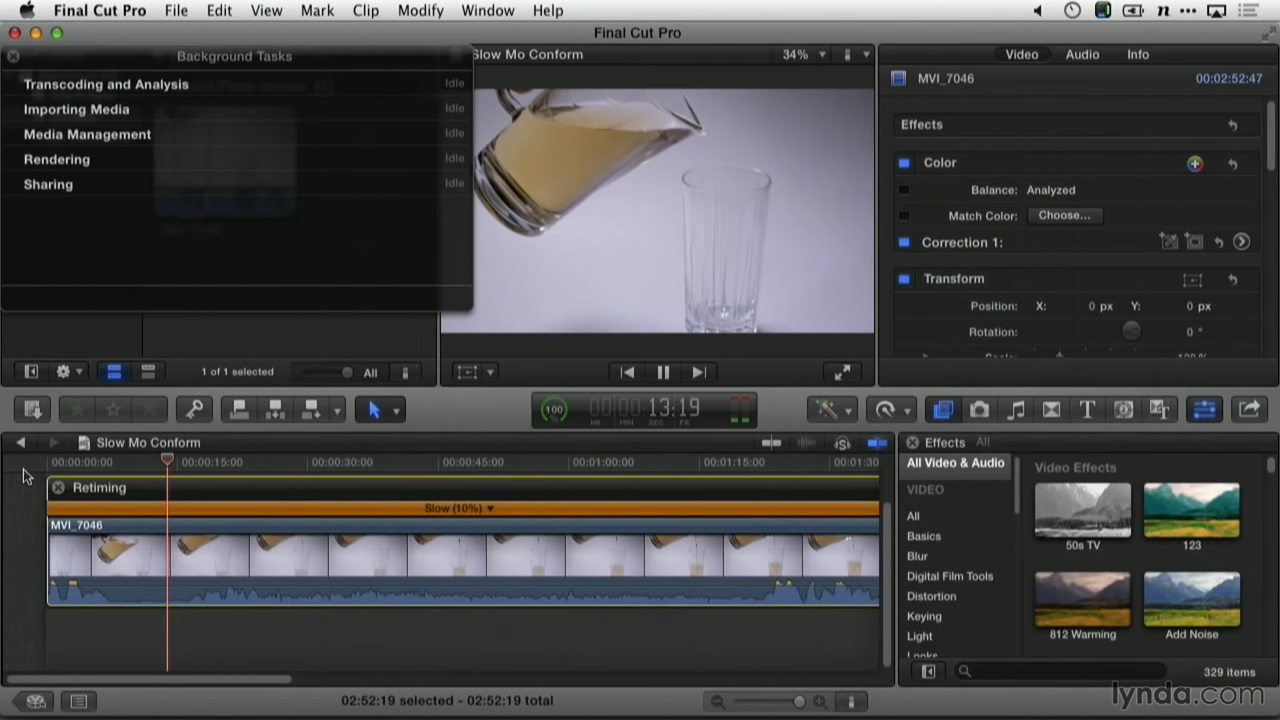 Final Cut Pro File Edit View Mark Clip Modify Window Help
Final Cut Pro
Background Tasks
Transcoding and Analysis Idle
Importing Media Idle
Media Management Idle
Rendering Idle
Sharing Idle
1 of 1 selected All
Slow Mo Conform 34%
Video Audio Info
MVI_7046 00:02:52:47
Effects
Color
Balance: Analyzed
Match Color: Choose...
Correction 1:
Transform
Position: X: 0 px Y: 0 px
Rotation: 0 °
100 00:00:13:19
HR MIN SEC FR
Slow Mo Conform
00:00:00:00 00:00:15:00 00:00:30:00 00:00:45:00 00:01:00:00 00:01:15:00 00:01:30
Retiming
Slow (10%)
MVI_7046
02:52:19 selected - 02:52:19 total
Effects All
All Video & Audio
VIDEO
All
Basics
Blur
Digital Film Tools
Distortion
Keying
Light
Looks
Video Effects
50s TV 123
812 Warming Add Noise
329 items
lynda.com